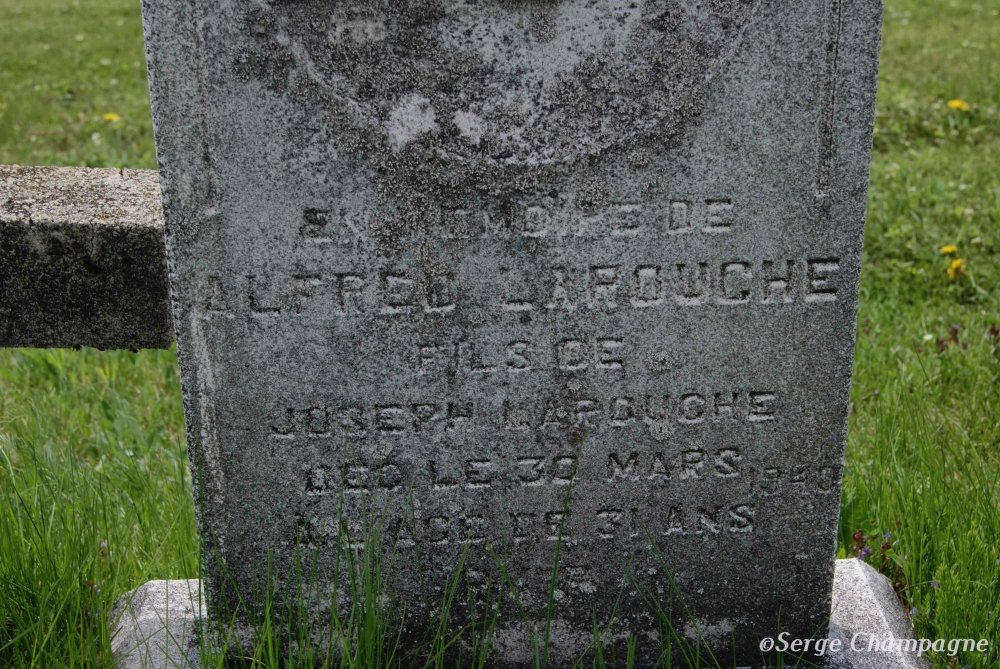 EN MEMOIRE DE
ALFRED LAROUCHE
FILS DE
JOSEPH LAROUCHE
DEC LE 30 MARS
A L'AGE DE 31 ANS
©Serge Champagne